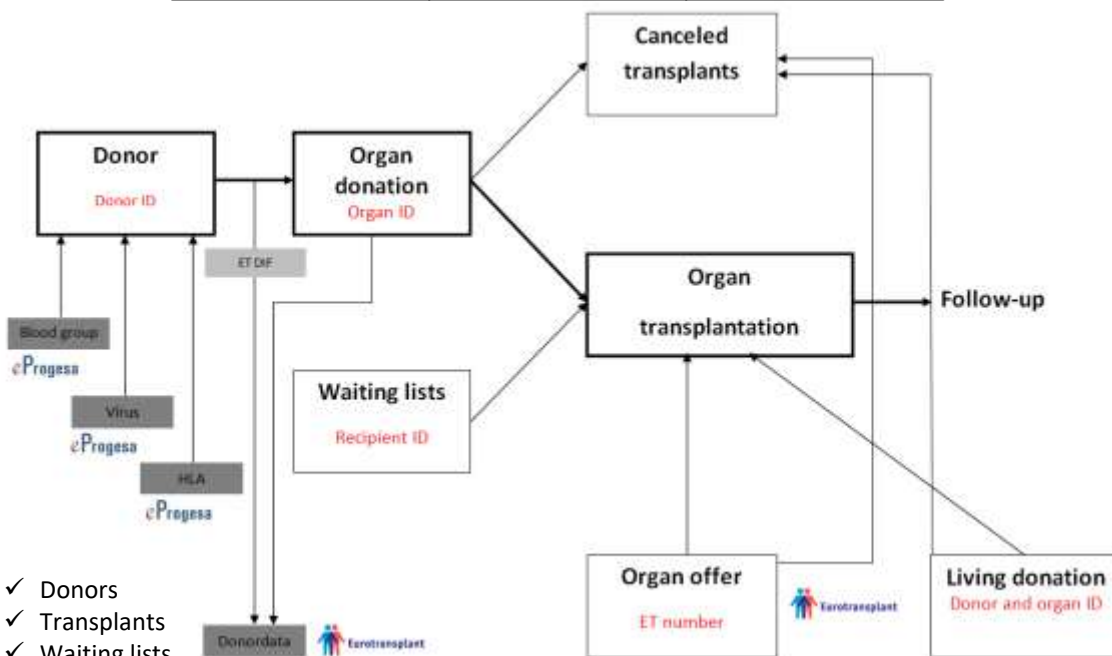 Canceled
transplants
Donor
Donor ID
Organ
donation
Organ ID
ET DIF
Organ
transplantation
Follow-up
Blood group
eProgesa
Virus
eProgesa
HLA
eProgesa
Waiting lists
Recipient ID
Organ offer
ET number
Eurotransplant
Living donation
Donor and organ ID
✓ Donors
✓ Transplants
✓ Waiting lists
Donordata
Eurotransplant